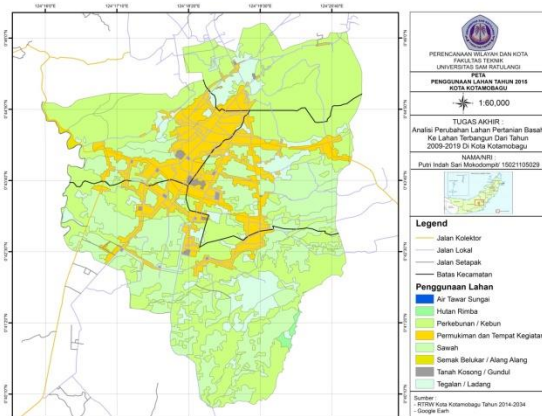 PERENCANAAN WILAYAH DAN KOTA
FAKULTAS TEKNIK
UNIVERSITAS SAM RATULANGI
PETA
PENGGUNAAN LAHAN TAHUN 2015
KOTA KOTAMOBAGU
1:60,000
TUGAS AKHIR :
Analisi Perubahan Lahan Pertanian Basah
Ke Lahan Terbangun Dari Tahun
2009-2019 Di Kota Kotamobagu
NAMA/NRI :
Putri Indah Sari Mokodompit/ 15021105029
Legend
Jalan Kolektor
Jalan Lokal
Jalan Setapak
Batas Kecamatan
Penggunaan Lahan
Air Tawar Sungai
Hutan Rimba
Perkebunan / Kebun
Permukiman dan Tempat Kegiatan
Sawah
Semak Belukar / Alang Alang
Tanah Kosong / Gundul
Tegalan / Ladang
Sumber :
- RTRW Kota Kotamobagu Tahun 2014-2034
- Google Earh